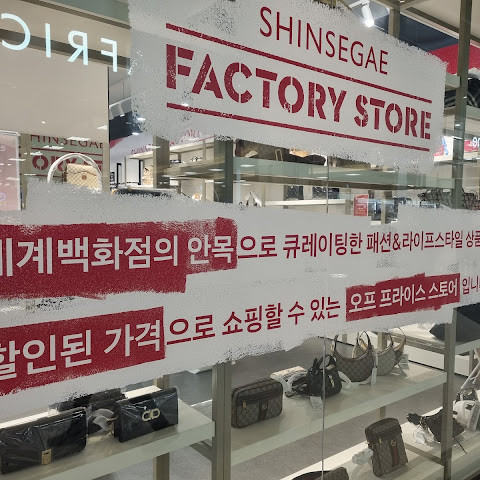 SHINSEGAE
FACTORY STORE
세계백화점의 안목으로 큐레이팅한 패션&라이프스타일 상품
할인된 가격으로 쇼핑할 수 있는 오프 프라이스 스토어 입니